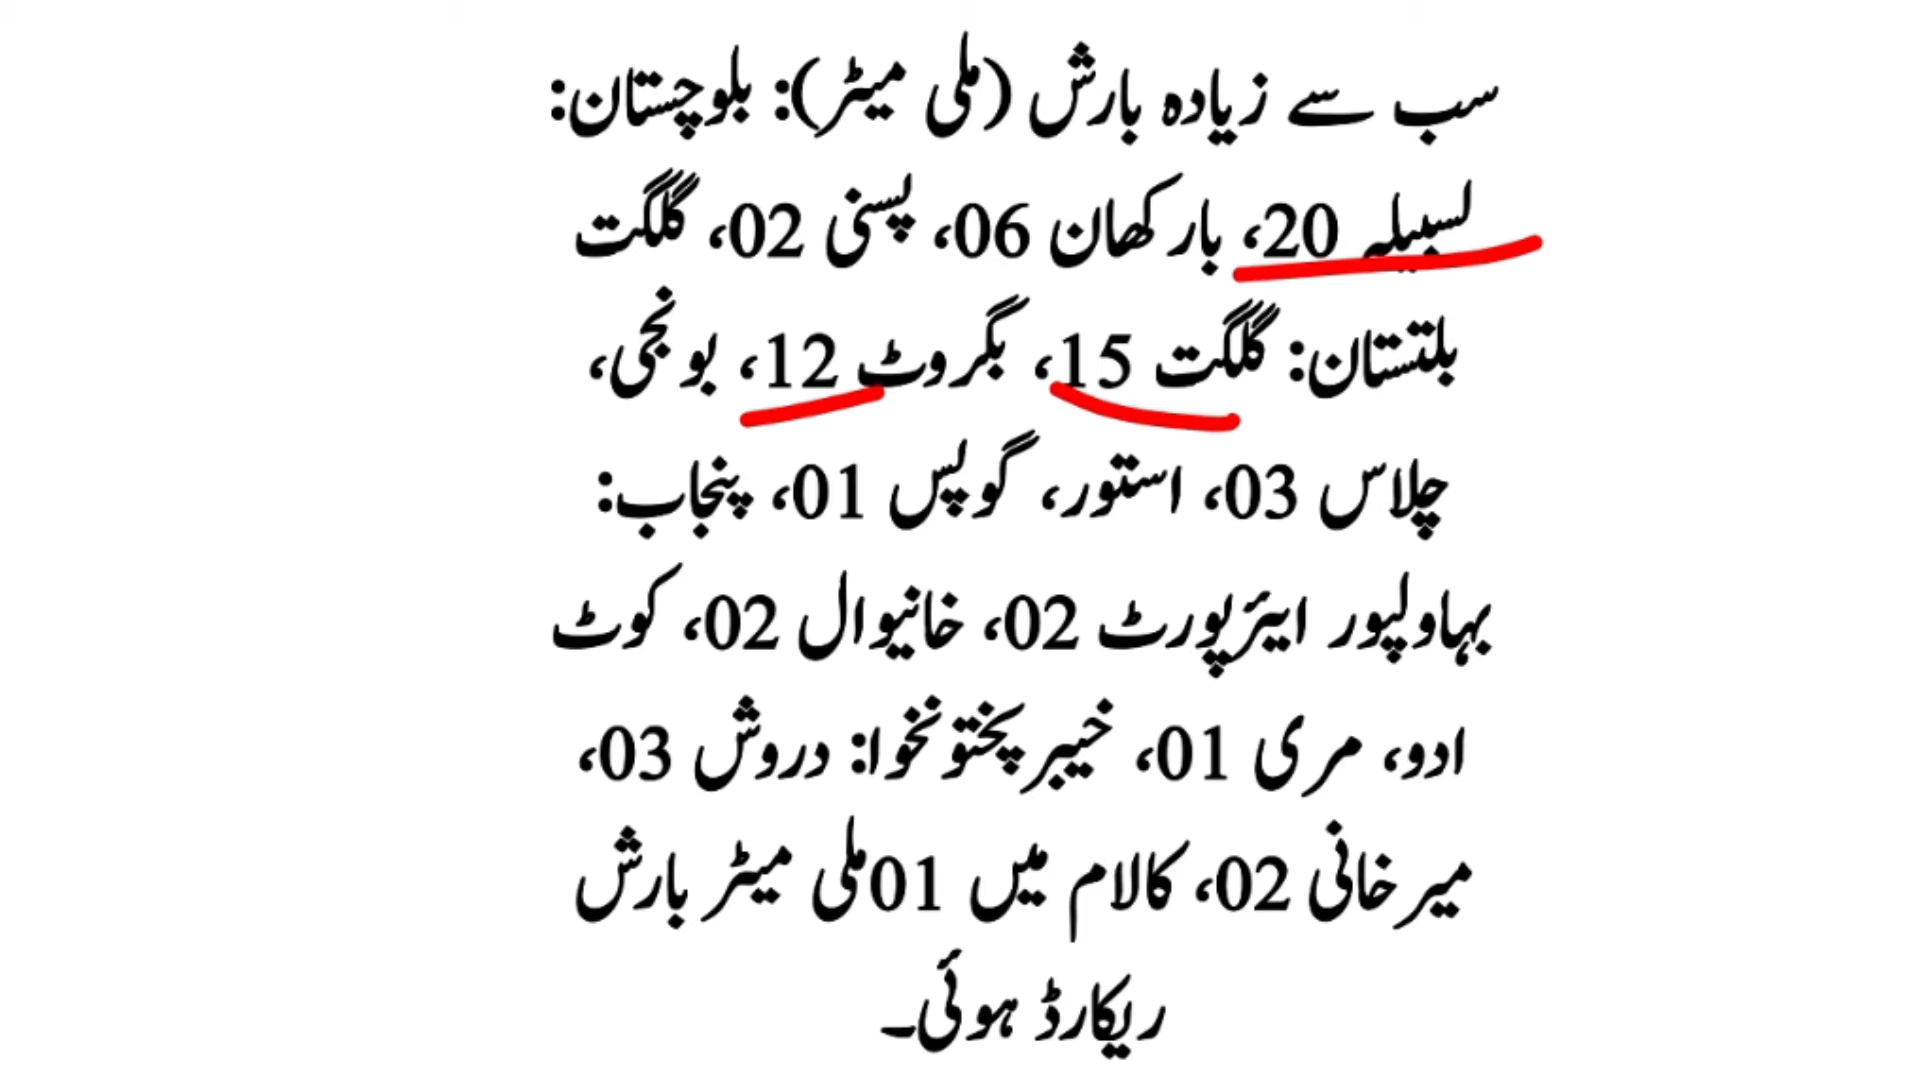 سب سے زیادہ بارش (ملی میٹر): بلوچستان:
لسبیلہ 20، بارکھان 06، پسنی 02، گلگت
بلتستان: گلگت 15، بگروٹ 12، بونجی،
چلاس 03، استور، گوپس 01، پنجاب:
بہاولپور ایئرپورٹ 02، خانیوال 02، کوٹ
ادو، مری 01، خیبرپختونخوا: دروش 03،
میرخانی 02، کالام میں 01ملی میٹر بارش
ریکارڈ ہوئی۔